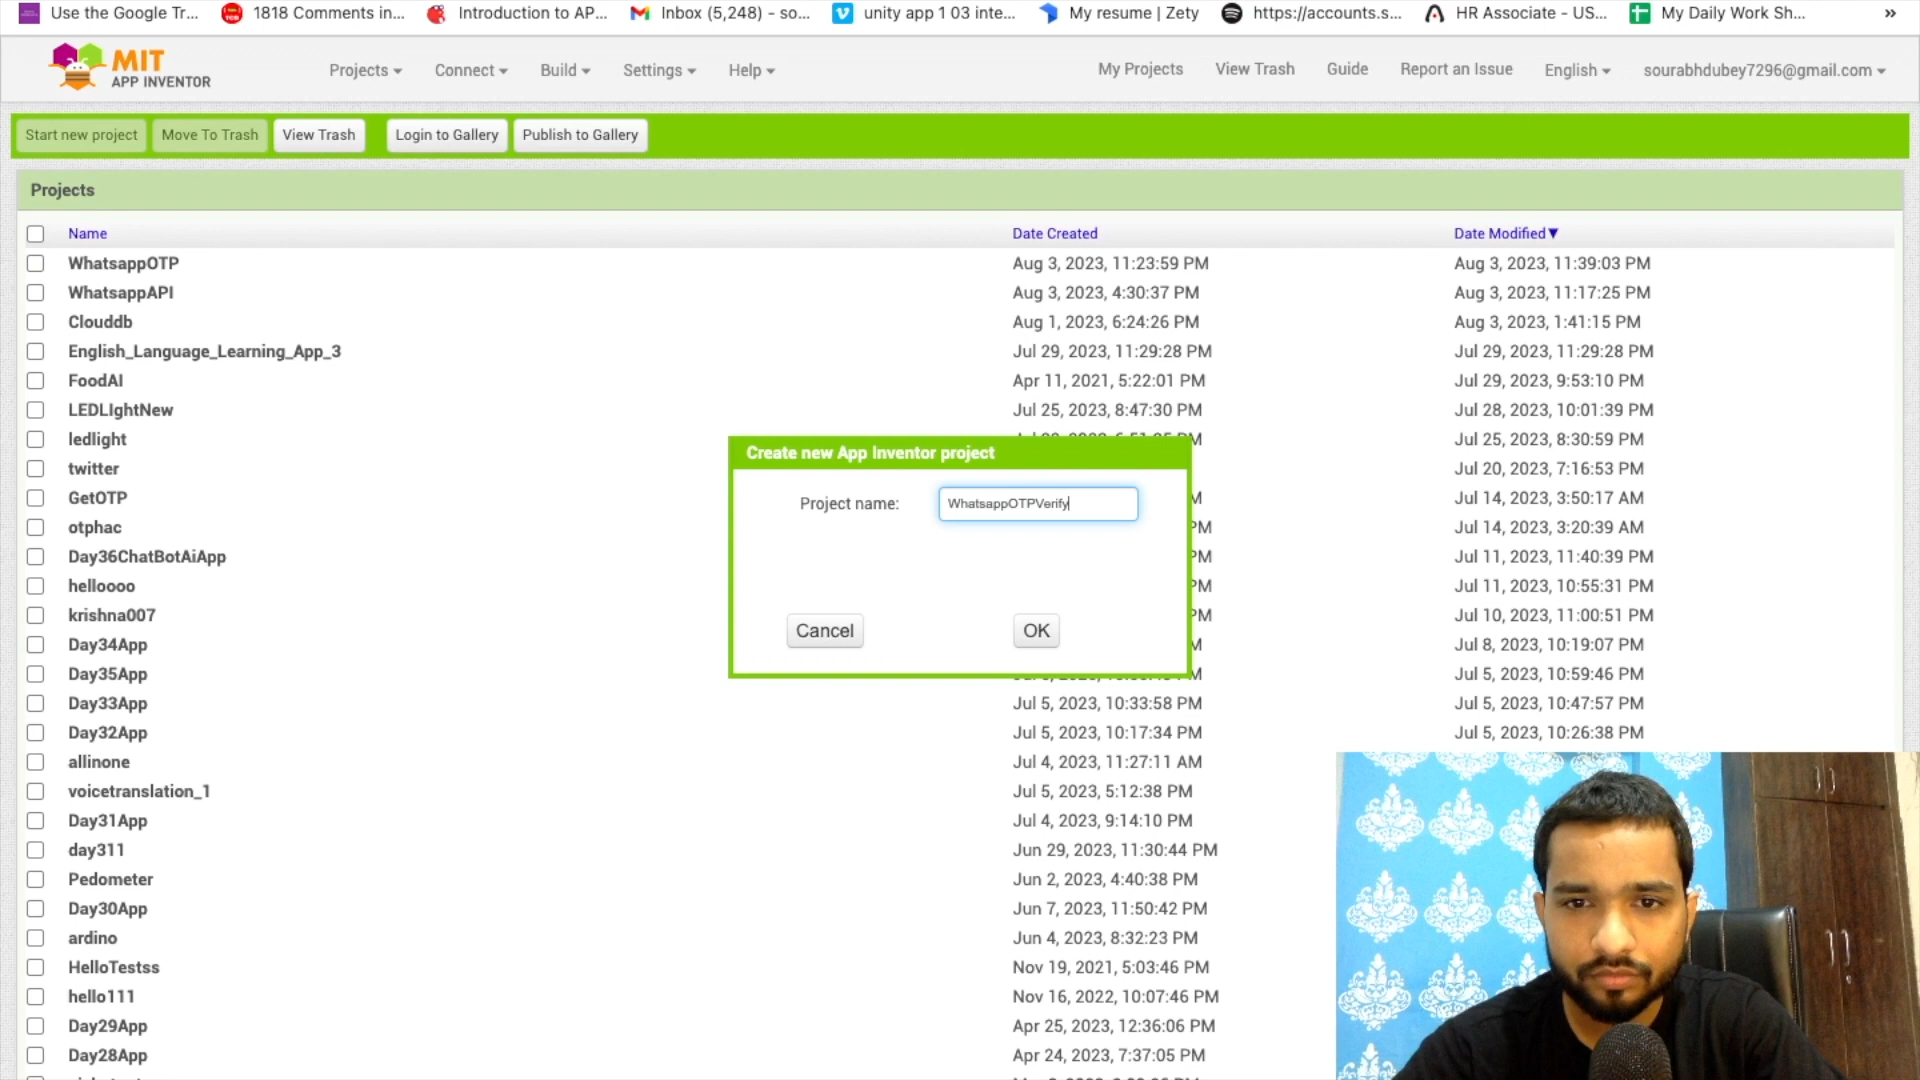 Use the Google Tr... 1818 Comments in... Introduction to AP... Inbox (5,248) - so... unity app 1 03 inte... My resume | Zety https://accounts.s... HR Associate - US... My Daily Work Sh... »
MIT
APP INVENTOR
Projects Connect Build Settings Help My Projects View Trash Guide Report an Issue English sourabhdubey7296@gmail.com
Start new project Move To Trash View Trash Login to Gallery Publish to Gallery
Projects
Name Date Created Date Modified
WhatsappOTP Aug 3, 2023, 11:23:59 PM Aug 3, 2023, 11:39:03 PM
WhatsappAPI Aug 3, 2023, 4:30:37 PM Aug 3, 2023, 11:17:25 PM
Clouddb Aug 1, 2023, 6:24:26 PM Aug 3, 2023, 1:41:15 PM
English_Language_Learning_App_3 Jul 29, 2023, 11:29:28 PM Jul 29, 2023, 11:29:28 PM
FoodAI Apr 11, 2021, 5:22:01 PM Jul 29, 2023, 9:53:10 PM
LEDLIghtNew Jul 25, 2023, 8:47:30 PM Jul 28, 2023, 10:01:39 PM
ledlight Jul 25, 2023, 8:30:59 PM
twitter Jul 20, 2023, 7:16:53 PM
GetOTP Jul 14, 2023, 3:50:17 AM
otphac Jul 14, 2023, 3:20:39 AM
Day36ChatBotAiApp Jul 11, 2023, 11:40:39 PM
helloooo Jul 11, 2023, 10:55:31 PM
krishna007 Jul 10, 2023, 11:00:51 PM
Day34App Jul 8, 2023, 10:19:07 PM
Day35App Jul 5, 2023, 10:59:46 PM
Day33App Jul 5, 2023, 10:33:58 PM Jul 5, 2023, 10:47:57 PM
Day32App Jul 5, 2023, 10:17:34 PM Jul 5, 2023, 10:26:38 PM
allinone Jul 4, 2023, 11:27:11 AM
voicetranslation_1 Jul 5, 2023, 5:12:38 PM
Day31App Jul 4, 2023, 9:14:10 PM
day311 Jun 29, 2023, 11:30:44 PM
Pedometer Jun 2, 2023, 4:40:38 PM
Day30App Jun 7, 2023, 11:50:42 PM
ardino Jun 4, 2023, 8:32:23 PM
HelloTestss Nov 19, 2021, 5:03:46 PM
hello111 Nov 16, 2022, 10:07:46 PM
Day29App Apr 25, 2023, 12:36:06 PM
Day28App Apr 24, 2023, 7:37:05 PM
Create new App Inventor project
Project name: WhatsappOTPVerify
Cancel OK